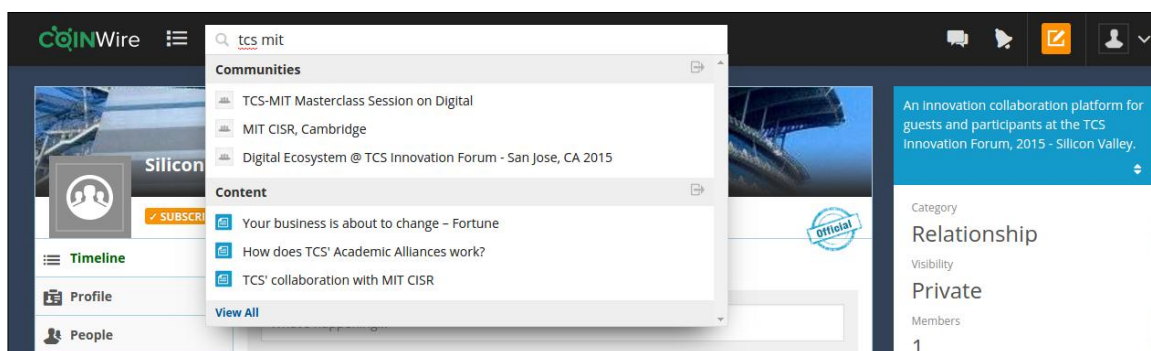 COINWire
tcs mit
Communities
TCS-MIT Masterclass Session on Digital
MIT CISR, Cambridge
Digital Ecosystem @ TCS Innovation Forum - San Jose, CA 2015
Content
Your business is about to change – Fortune
How does TCS' Academic Alliances work?
TCS' collaboration with MIT CISR
View All
Silicon
✓ SUBSCRI
Official
Timeline
Profile
People
An Innovation collaboration platform for
guests and participants at the TCS
Innovation Forum, 2015 - Silicon Valley.
Category
Relationship
Visibility
Private
Members
1